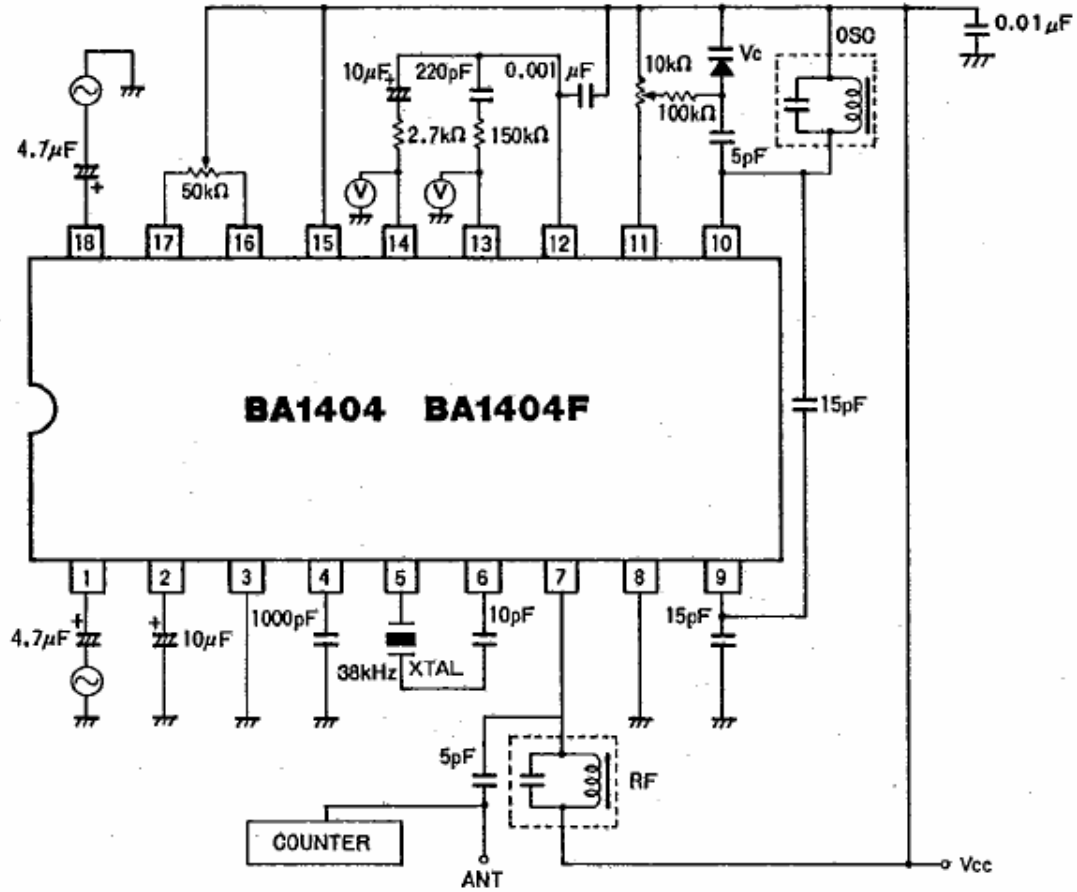 0.01μF
OSC
Vc
10μF + 220pF 0.001 μF 10kΩ
100kΩ
2.7kΩ 150kΩ
4.7μF
+
5pF
50kΩ
V V
18 17 16 15 14 13 12 11 10
BA1404 BA1404F
15pF
1 2 3 4 5 6 7 8 9
+ + 1000pF 10pF 15pF
4.7μF 10μF
38kHz XTAL
5pF
RF
COUNTER
ANT
Vcc